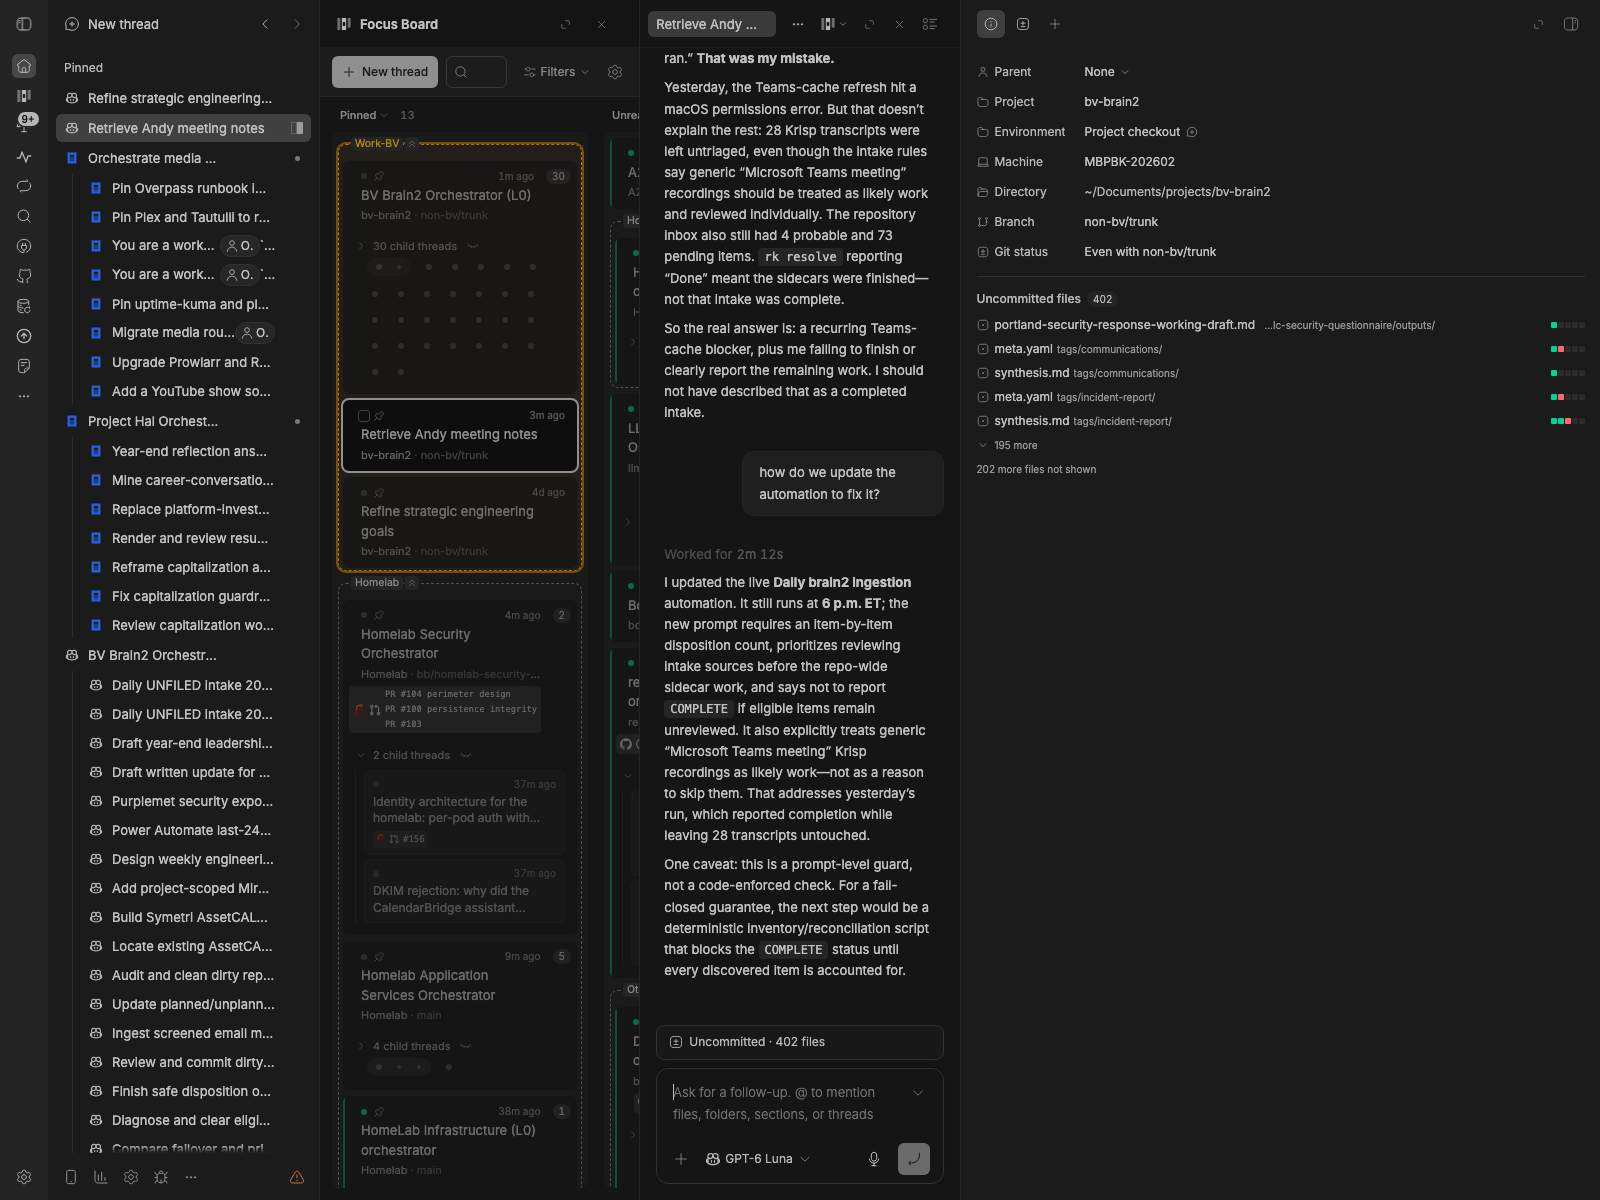 New thread
Pinned
Refine strategic engineering...
Retrieve Andy meeting notes
9+
Orchestrate media ...
Pin Overpass runbook i...
Pin Plex and Tautulli to r...
You are a work... O. `...
You are a work... O. `...
Pin uptime-kuma and pl...
Migrate media rou... O.
Upgrade Prowlarr and R...
Add a YouTube show so...
Project Hal Orchest...
Year-end reflection ans...
Mine career-conversatio...
Replace platform-invest...
Render and review resu...
Reframe capitalization a...
Fix capitalization guardr...
Review capitalization wo...
BV Brain2 Orchestr...
Daily UNFILED intake 20...
Daily UNFILED intake 20...
Draft year-end leadershi...
Draft written update for ...
Purplemet security expo...
Power Automate last-24...
Design weekly engineeri...
Add project-scoped Mir...
Build Symetri AssetCAL...
Locate existing AssetCA...
Audit and clean dirty rep...
Update planned/unplann...
Ingest screened email m...
Review and commit dirty...
Finish safe disposition o...
Diagnose and clear eligi...
Compare failover and pri...
Focus Board
New thread
Filters
Pinned 13
Unrea
Work-BV
1m ago 30
BV Brain2 Orchestrator (L0)
bv-brain2 · non-bv/trunk
30 child threads
3m ago
Retrieve Andy meeting notes
bv-brain2 · non-bv/trunk
4d ago
Refine strategic engineering
goals
bv-brain2 · non-bv/trunk
Homelab
4m ago 2
Homelab Security
Orchestrator
Homelab · bb/homelab-security-...
PR #104 perimeter design
PR #100 persistence integrity
PR #103
2 child threads
37m ago
Identity architecture for the
homelab: per-pod auth with...
#156
37m ago
DKIM rejection: why did the
CalendarBridge assistant...
9m ago 5
Homelab Application
Services Orchestrator
Homelab · main
4 child threads
38m ago 1
HomeLab Infrastructure (L0)
orchestrator
Homelab · main
Retrieve Andy ...
ran.” That was my mistake.
Yesterday, the Teams-cache refresh hit a
macOS permissions error. But that doesn’t
explain the rest: 28 Krisp transcripts were
left untriaged, even though the intake rules
say generic “Microsoft Teams meeting”
recordings should be treated as likely work
and reviewed individually. The repository
inbox also still had 4 probable and 73
pending items. rk resolve reporting
“Done” meant the sidecars were finished—
not that intake was complete.
So the real answer is: a recurring Teams-
cache blocker, plus me failing to finish or
clearly report the remaining work. I should
not have described that as a completed
intake.
how do we update the
automation to fix it?
Worked for 2m 12s
I updated the live Daily brain2 ingestion
automation. It still runs at 6 p.m. ET; the
new prompt requires an item-by-item
disposition count, prioritizes reviewing
intake sources before the repo-wide
sidecar work, and says not to report
COMPLETE if eligible items remain
unreviewed. It also explicitly treats generic
“Microsoft Teams meeting” Krisp
recordings as likely work—not as a reason
to skip them. That addresses yesterday’s
run, which reported completion while
leaving 28 transcripts untouched.
One caveat: this is a prompt-level guard,
not a code-enforced check. For a fail-
closed guarantee, the next step would be a
deterministic inventory/reconciliation script
that blocks the COMPLETE status until
every discovered item is accounted for.
Uncommitted · 402 files
Ask for a follow-up. @ to mention
files, folders, sections, or threads
GPT-6 Luna
Parent None
Project bv-brain2
Environment Project checkout
Machine MBPBK-202602
Directory ~/Documents/projects/bv-brain2
Branch non-bv/trunk
Git status Even with non-bv/trunk
Uncommitted files 402
portland-security-response-working-draft.md ...lc-security-questionnaire/outputs/
meta.yaml tags/communications/
synthesis.md tags/communications/
meta.yaml tags/incident-report/
synthesis.md tags/incident-report/
195 more
202 more files not shown